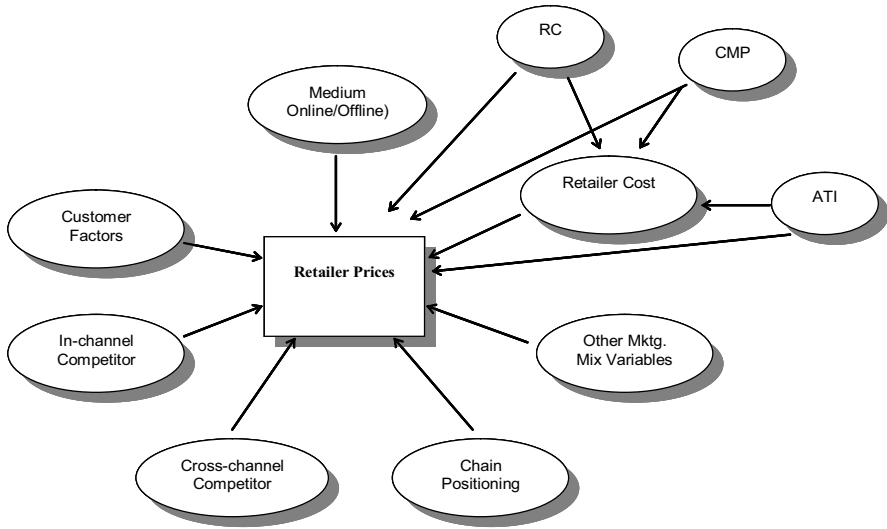 RC
CMP
Medium
Online/Offline)
Retailer Cost
ATI
Customer
Factors
Retailer Prices
In-channel
Competitor
Other Mktg.
Mix Variables
Cross-channel
Competitor
Chain
Positioning